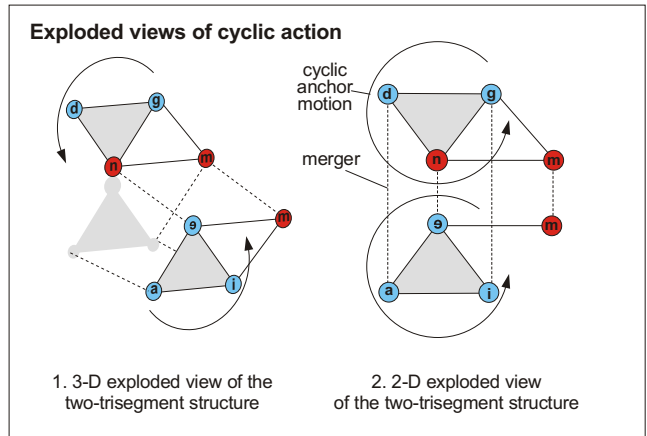 Exploded views of cyclic action
d
g
n
m
ɘ
m
a
i
cyclic
anchor
motion
merger
d
g
n
m
ɘ
m
a
i
1. 3-D exploded view of the
two-trisegment structure
2. 2-D exploded view
of the two-trisegment structure